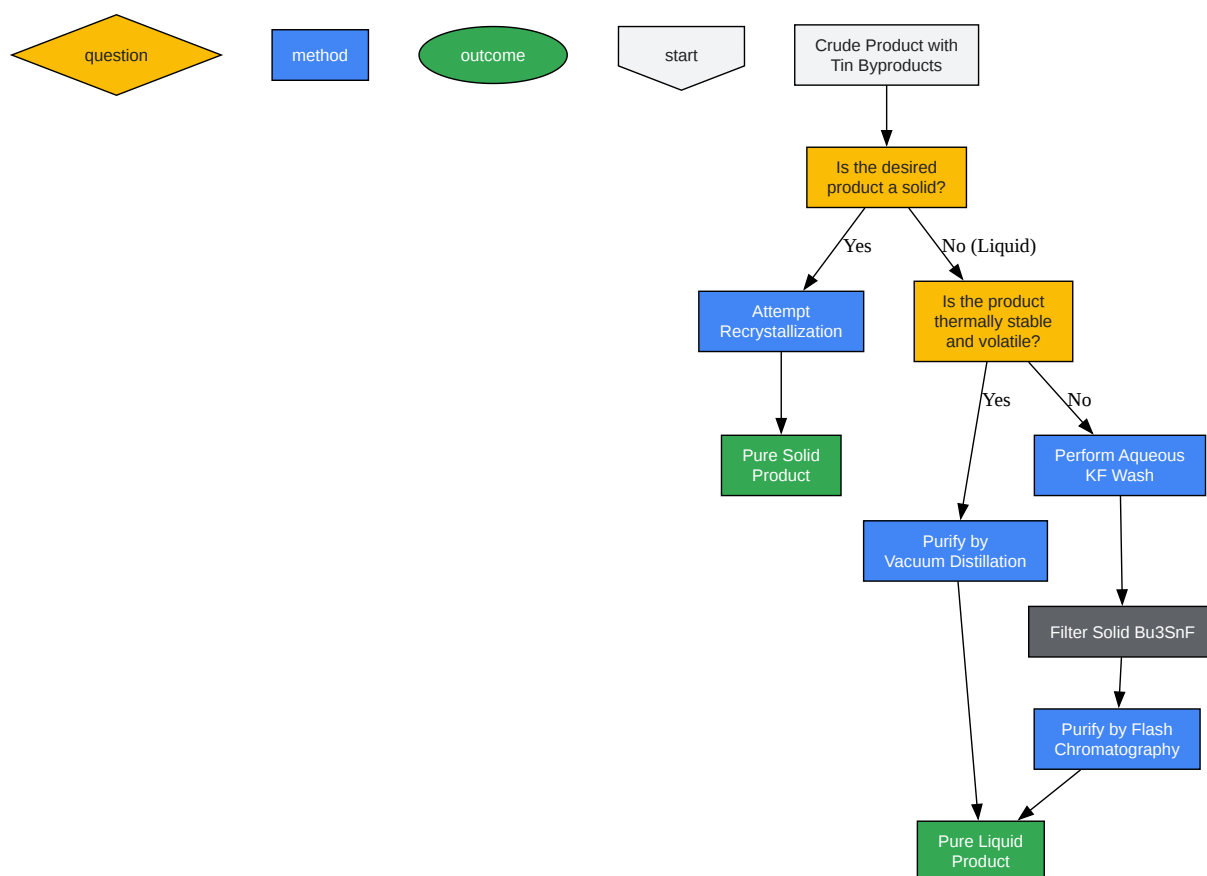 question
method
outcome
start
Crude Product with
Tin Byproducts
Is the desired
product a solid?
Yes
No (Liquid)
Attempt
Recrystallization
Is the product
thermally stable
and volatile?
Yes
No
Pure Solid
Product
Perform Aqueous
KF Wash
Purify by
Vacuum Distillation
Filter Solid Bu3SnF
Purify by Flash
Chromatography
Pure Liquid
Product